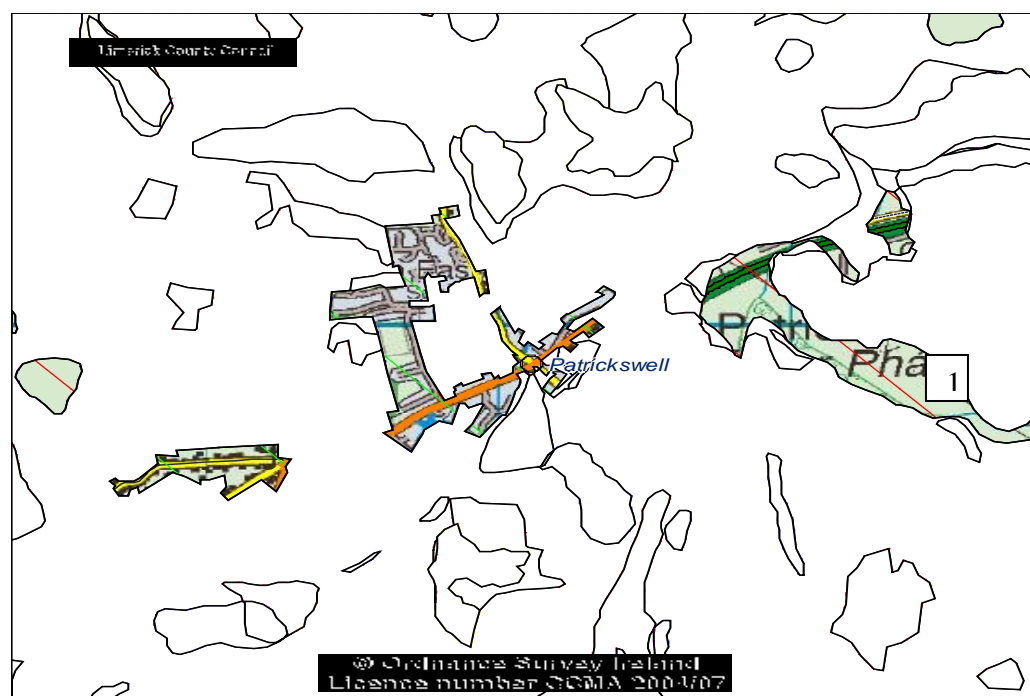 Limerick County Council
Patrickswell
1
© Ordnance Survey Ireland
Licence number CCMA 2004/07